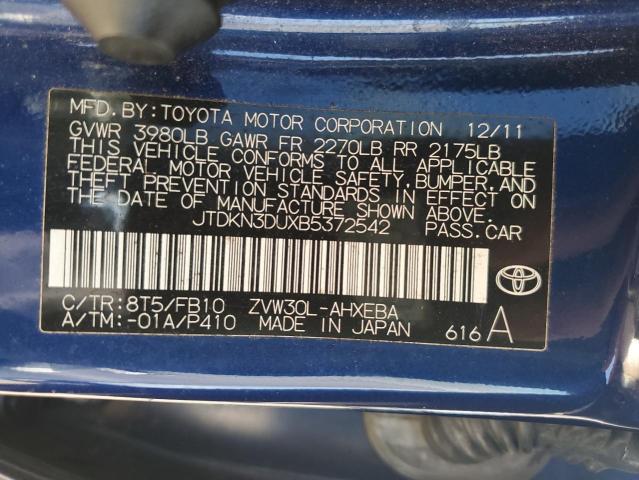 MFD. BY: TOYOTA MOTOR CORPORATION 12/11
GVWR 3980LB GAWR FR 2270LB RR 2175LB
THIS VEHICLE CONFORMS TO ALL APPLICABLE
FEDERAL MOTOR VEHICLE SAFETY, BUMPER, AND
THEFT PREVENTION STANDARDS IN EFFECT ON
THE DATE OF MANUFACTURE SHOWN ABOVE.
JTDKN3DUXB5372542 PASS.CAR
TOYOTA
C/TR:8T5/FB10 ZVW30L-AHXEBA
A/TM:-01A/P410 MADE IN JAPAN 616A